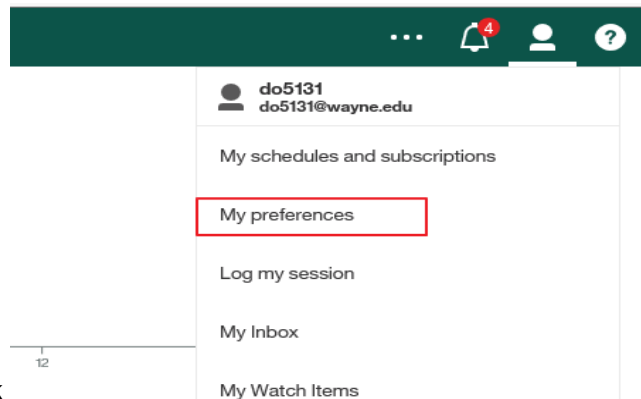 ... 4 ?
do5131
do5131@wayne.edu
My schedules and subscriptions
My preferences
Log my session
My Inbox
12
My Watch Items